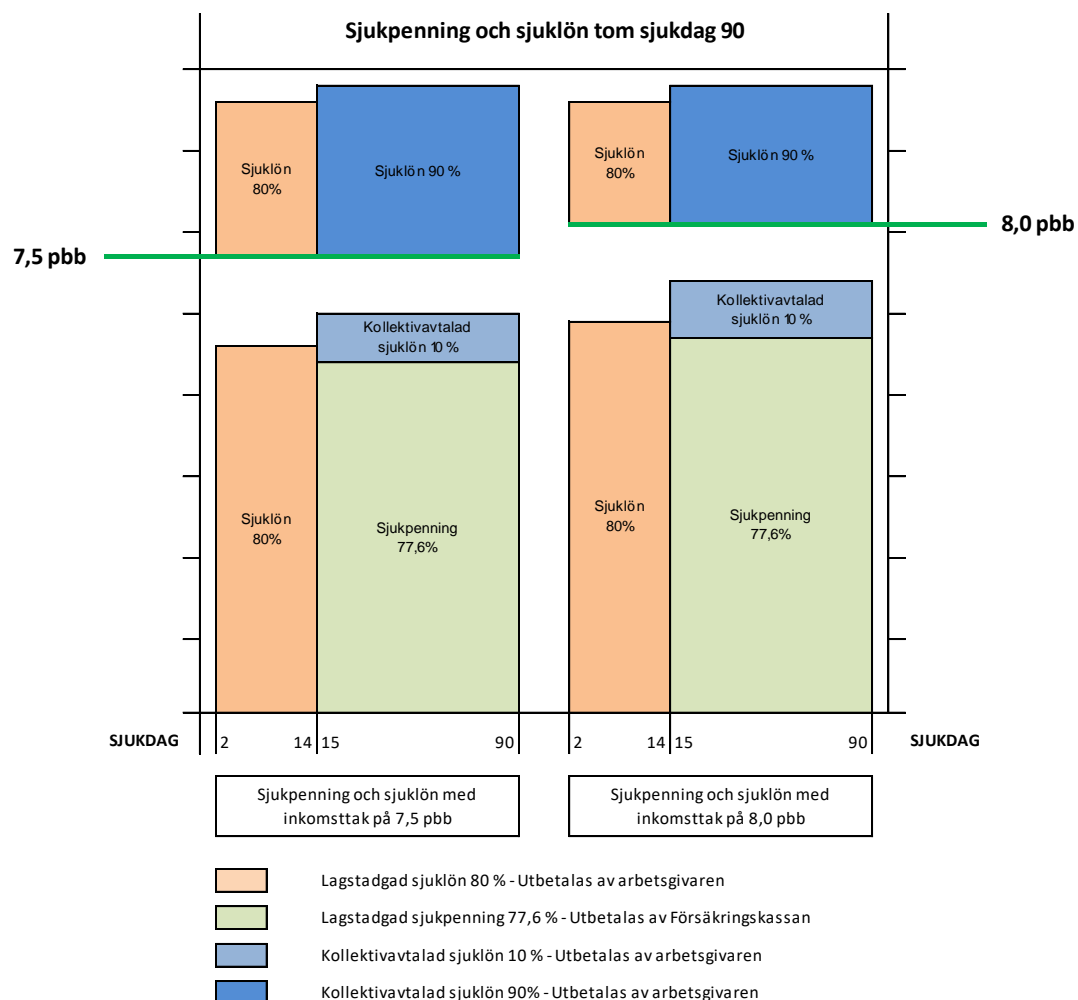 Sjukpenning och sjuklön tom sjukdag 90
Sjuklön
80%
Sjuklön 90 %
Sjuklön
80%
Sjuklön 90 %
7,5 pbb
8,0 pbb
Kollektivavtalad
sjuklön 10 %
Kollektivavtalad
sjuklön 10 %
Sjuklön
80%
Sjukpenning
77,6%
Sjuklön
80%
Sjukpenning
77,6%
SJUKDAG 2 14 15 90 2 14 15 90 SJUKDAG
Sjukpenning och sjuklön med
inkomsttak på 7,5 pbb
Sjukpenning och sjuklön med
inkomsttak på 8,0 pbb
Lagstadgad sjuklön 80 % - Utbetalas av arbetsgivaren
Lagstadgad sjukpenning 77,6 % - Utbetalas av Försäkringskassan
Kollektivavtalad sjuklön 10 % - Utbetalas av arbetsgivaren
Kollektivavtalad sjuklön 90% - Utbetalas av arbetsgivaren